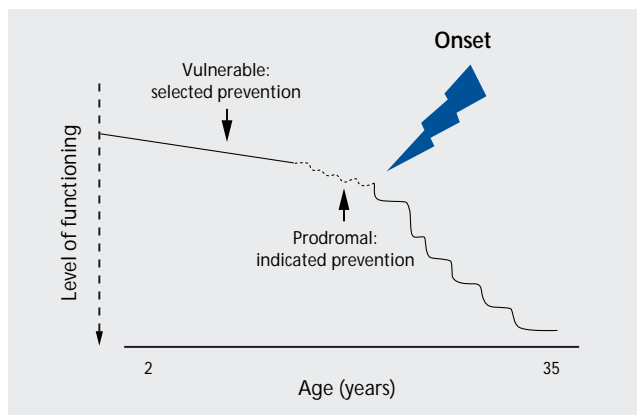 Onset
Vulnerable:
selected prevention
Level of functioning
Prodromal:
indicated prevention
2
35
Age (years)